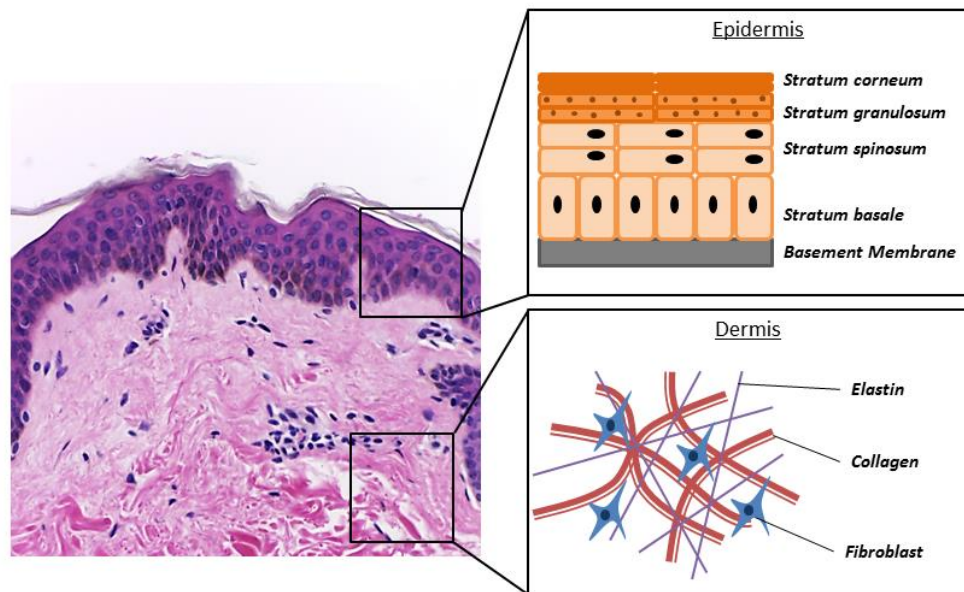 Epidermis
Stratum corneum
Stratum granulosum
Stratum spinosum
Stratum basale
Basement Membrane
Dermis
Elastin
Collagen
Fibroblast